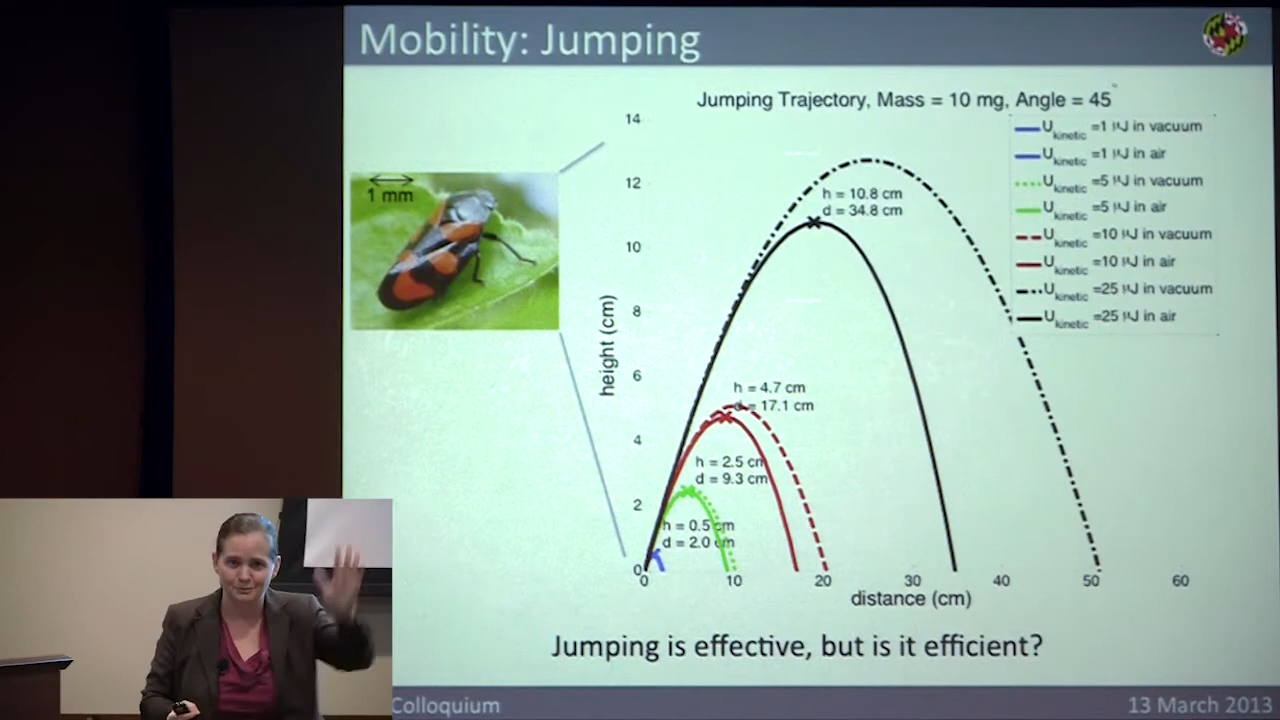 Mobility: Jumping
Jumping Trajectory, Mass = 10 mg, Angle = 45°
1 mm
14
12
10
8
6
4
2
0
height (cm)
0 10 20 30 40 50 60
distance (cm)
U kinetic =1 µJ in vacuum
U kinetic =1 µJ in air
U kinetic =5 µJ in vacuum
U kinetic =5 µJ in air
U kinetic =10 µJ in vacuum
U kinetic =10 µJ in air
U kinetic =25 µJ in vacuum
U kinetic =25 µJ in air
h = 10.8 cm
d = 34.8 cm
h = 4.7 cm
d = 17.1 cm
h = 2.5 cm
d = 9.3 cm
h = 0.5 cm
d = 2.0 cm
Jumping is effective, but is it efficient?
Colloquium
13 March 2013